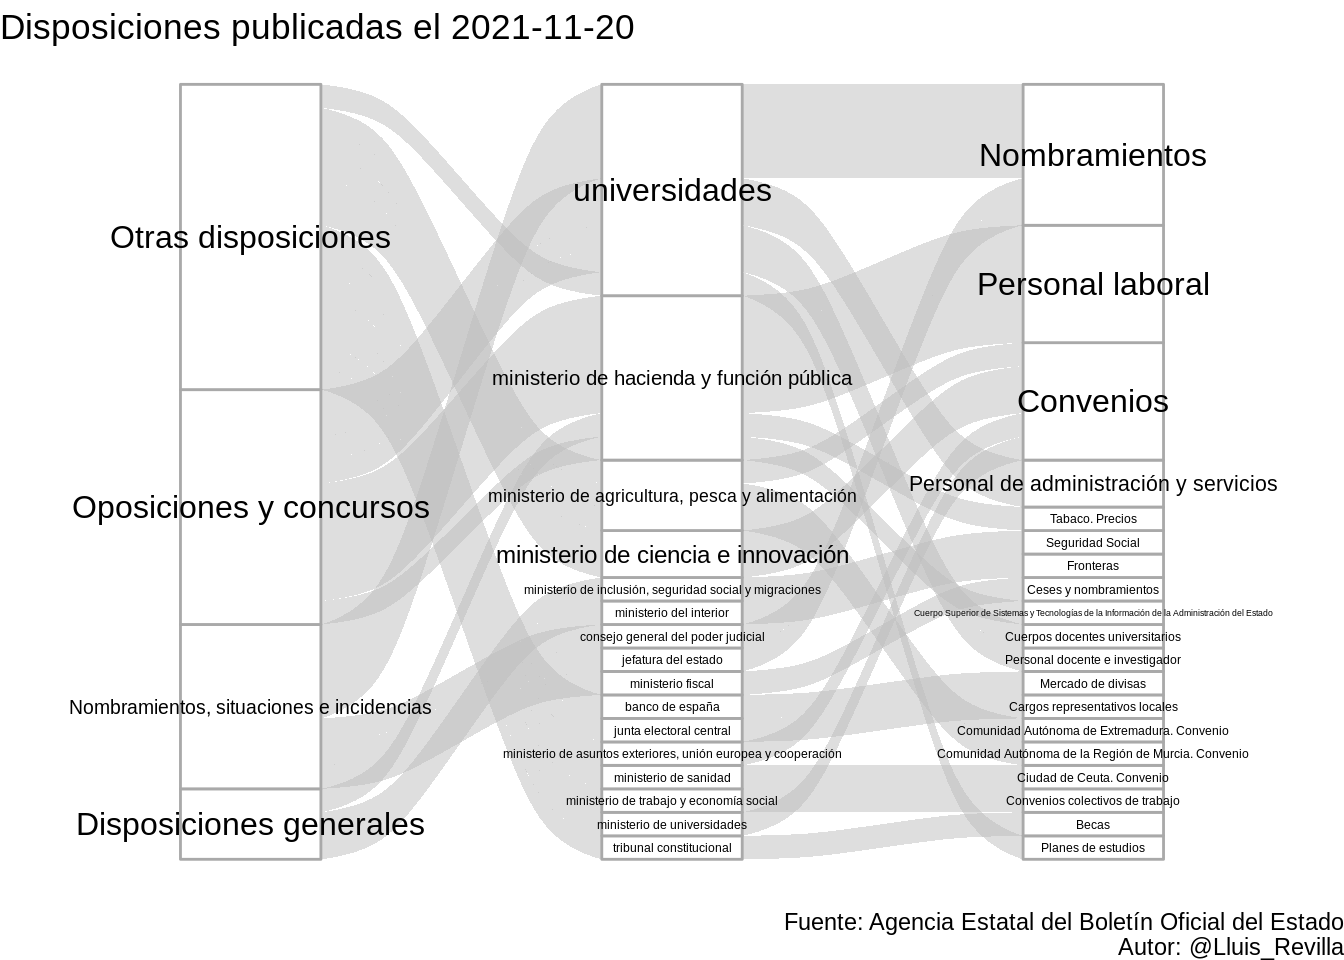 Disposiciones publicadas el 2021-11-20
Otras disposiciones
Oposiciones y concursos
Nombramientos, situaciones e incidencias
Disposiciones generales
universidades
ministerio de hacienda y función pública
ministerio de agricultura, pesca y alimentación
ministerio de ciencia e innovación
ministerio de inclusión, seguridad social y migraciones
ministerio del interior
consejo general del poder judicial
jefatura del estado
ministerio fiscal
banco de españa
junta electoral central
ministerio de asuntos exteriores, unión europea y cooperación
ministerio de sanidad
ministerio de trabajo y economía social
ministerio de universidades
tribunal constitucional
Nombramientos
Personal laboral
Convenios
Personal de administración y servicios
Tabaco. Precios
Seguridad Social
Fronteras
Ceses y nombramientos
Cuerpo Superior de Sistemas y Tecnologías de la Información de la Administración del Estado
Cuerpos docentes universitarios
Personal docente e investigador
Mercado de divisas
Cargos representativos locales
Comunidad Autónoma de Extremadura. Convenio
Comunidad Autónoma de la Región de Murcia. Convenio
Ciudad de Ceuta. Convenio
Convenios colectivos de trabajo
Becas
Planes de estudios
Fuente: Agencia Estatal del Boletín Oficial del Estado
Autor: @Lluis_Revilla